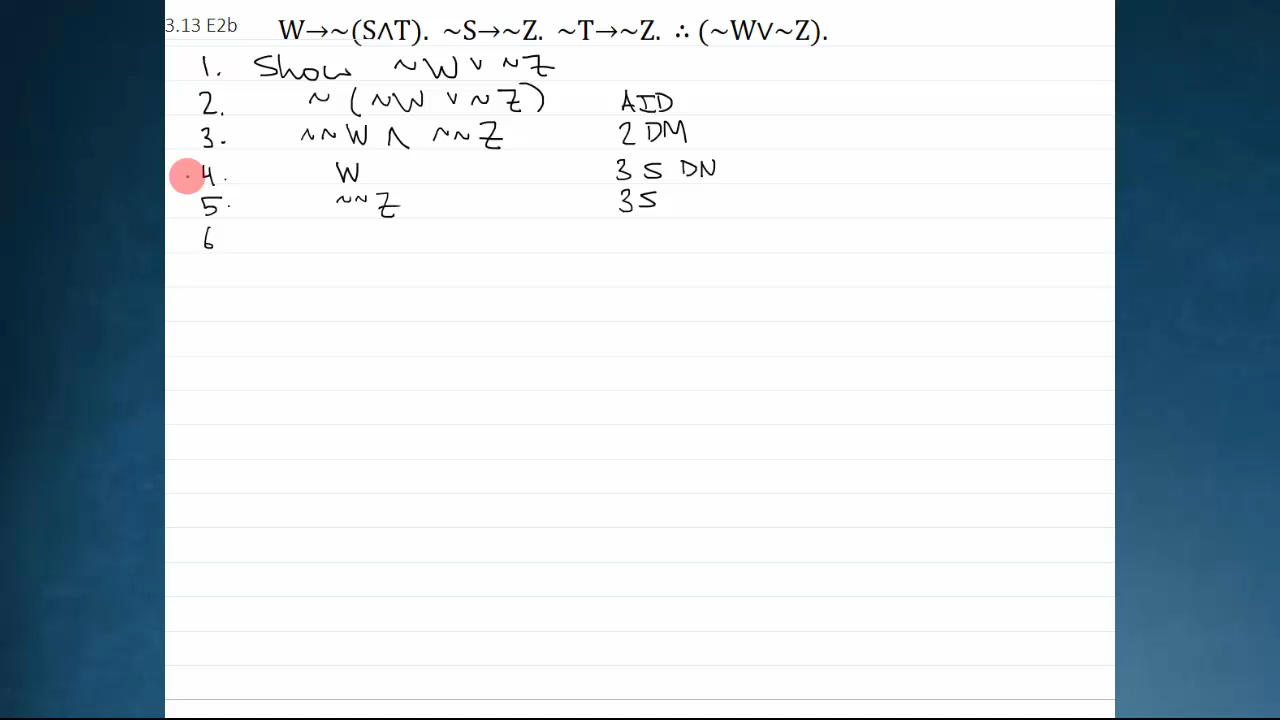 3.13 E2b W→~(S∧T). ~S→~Z. ~T→~Z. ∴ (~W∨~Z).
1. Show ~W ∨ ~Z
2. ~(~W ∨ ~Z) AID
3. ~~W ∧ ~~Z 2 DM
4. W 3 S DN
5. ~~Z 3 S
6